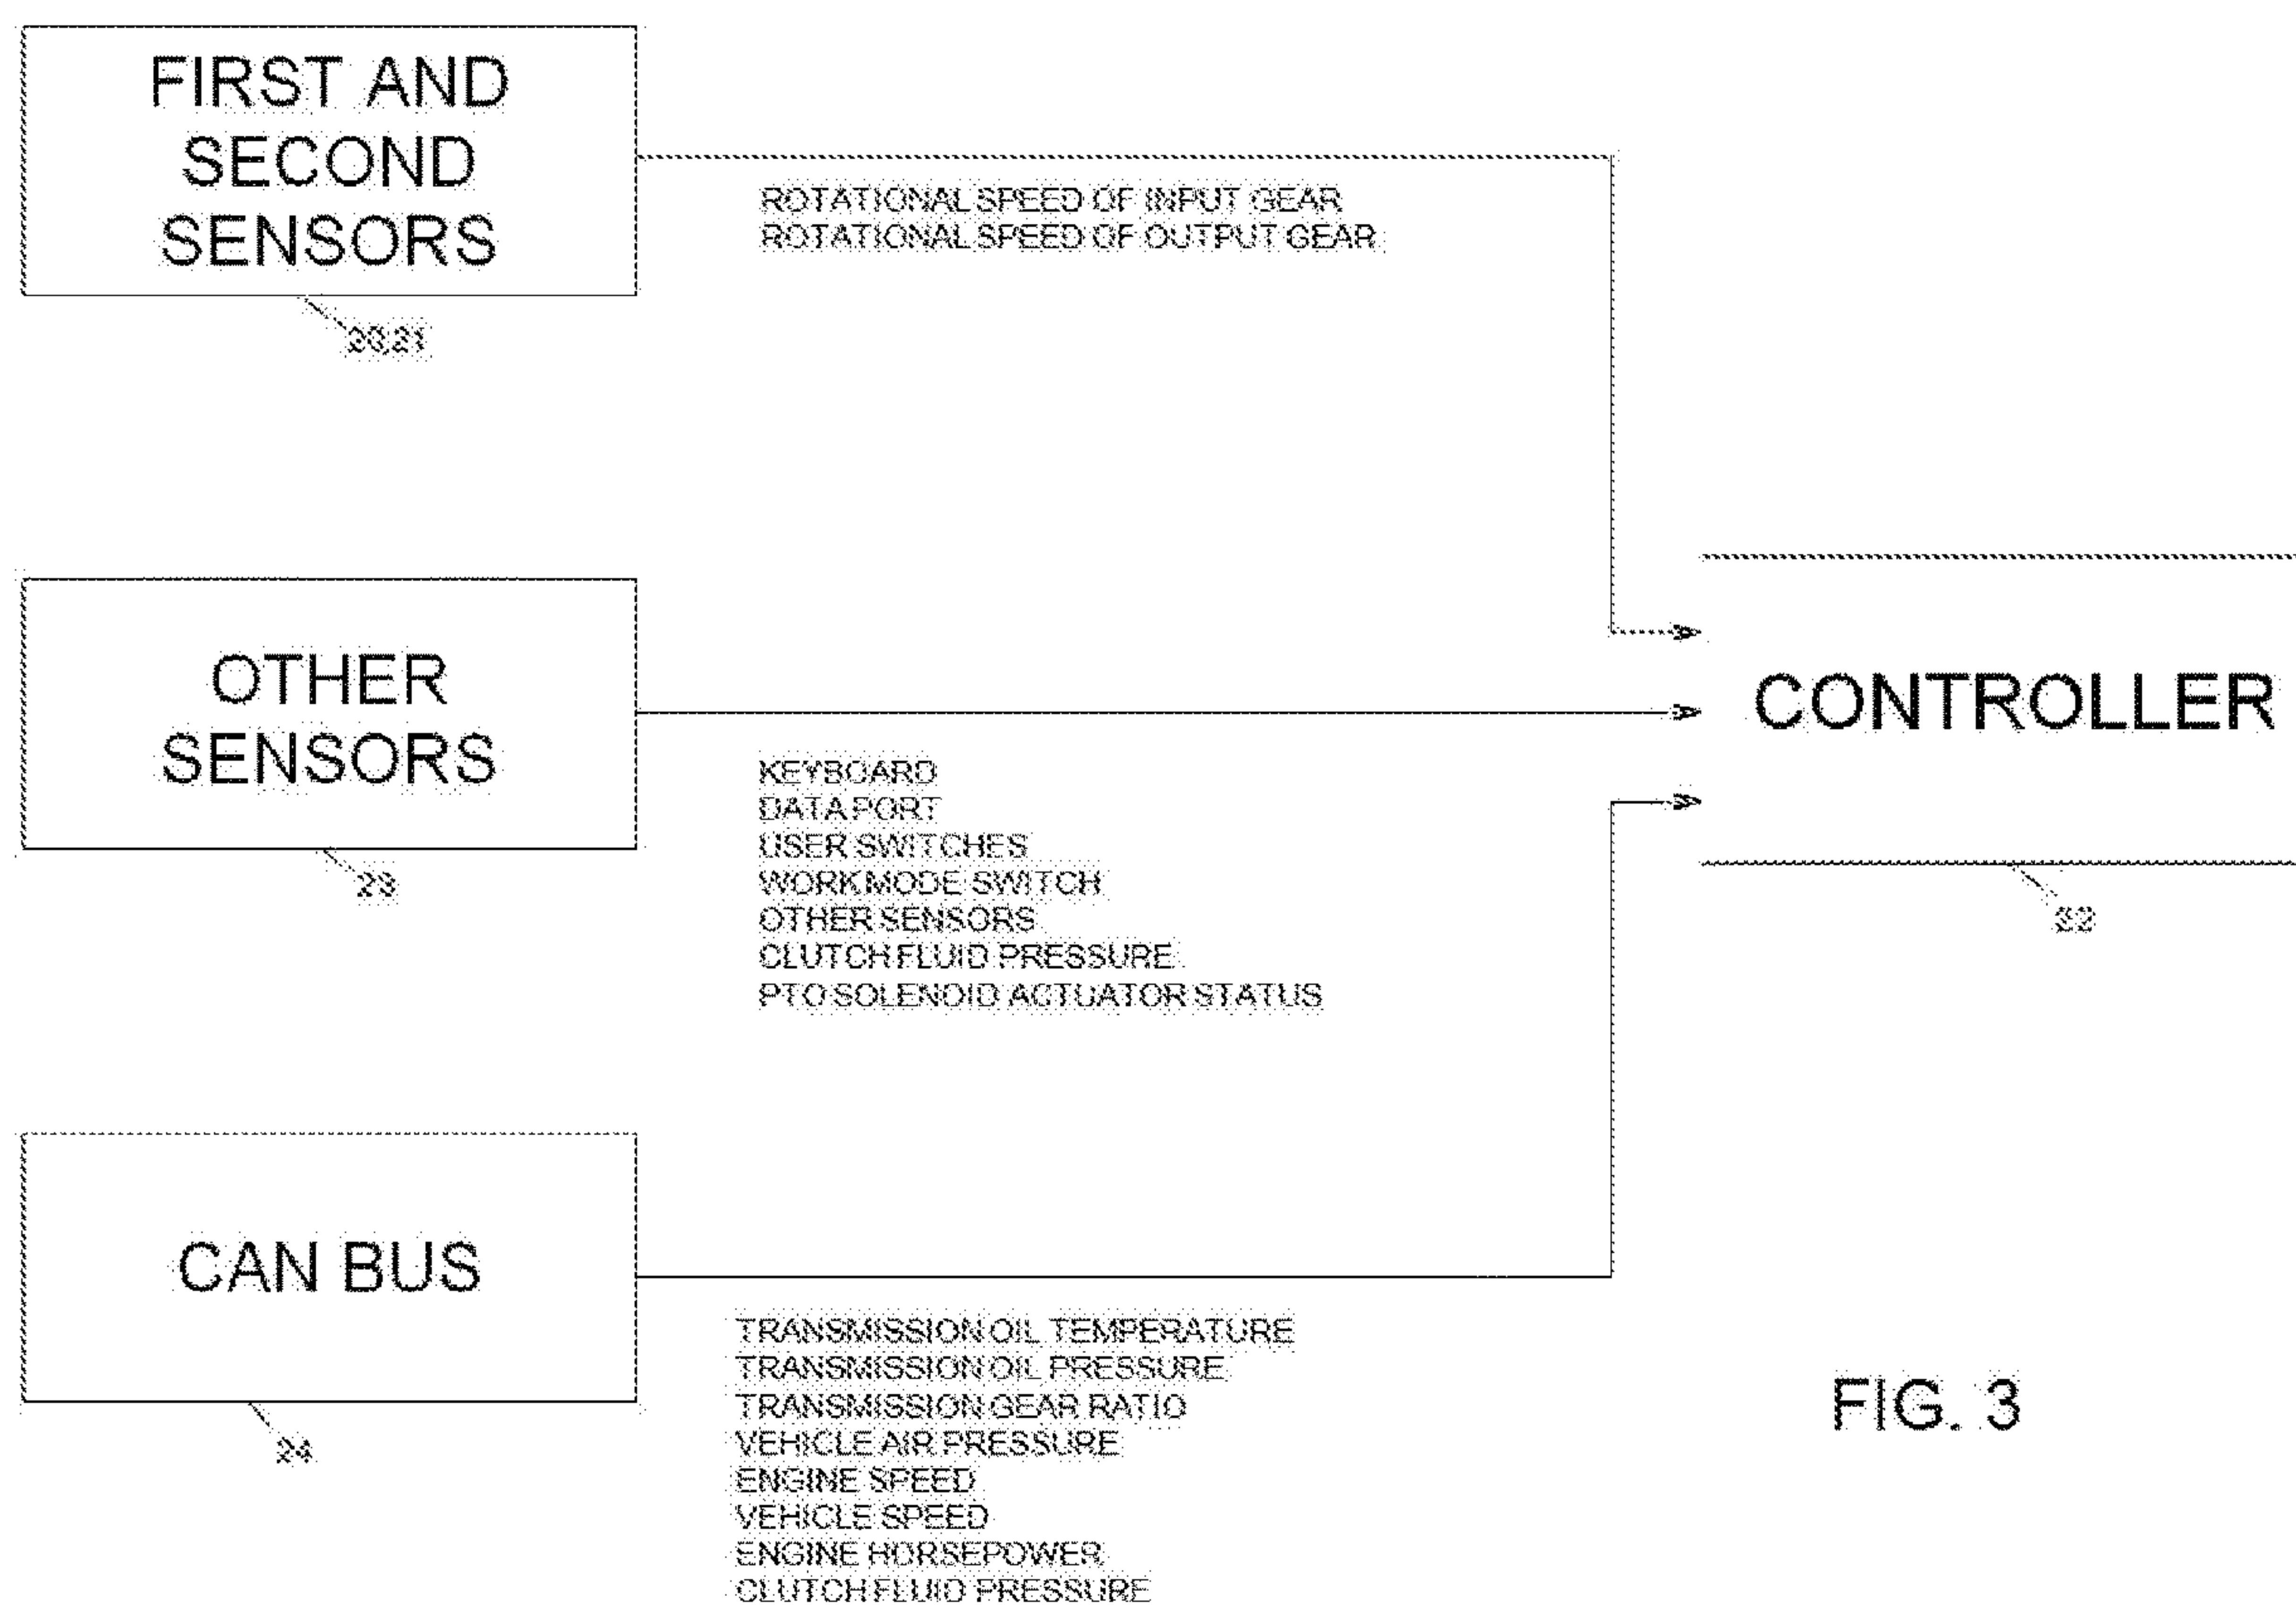 FIRST AND
SECOND
SENSORS
ROTATIONAL SPEED OF INPUT GEAR
ROTATIONAL SPEED OF OUTPUT GEAR
20,21
OTHER
SENSORS
23
KEYBOARD
DATA PORT
USER SWITCHES
WORK MODE SWITCH
OTHER SENSORS
CLUTCH FLUID PRESSURE
PTO SOLENOID ACTUATOR STATUS
CONTROLLER
CAN BUS
24
TRANSMISSION OIL TEMPERATURE
TRANSMISSION OIL PRESSURE
TRANSMISSION GEAR RATIO
VEHICLE AIR PRESSURE
ENGINE SPEED
VEHICLE SPEED
ENGINE HORSEPOWER
CLUTCH FLUID PRESSURE
FIG. 3